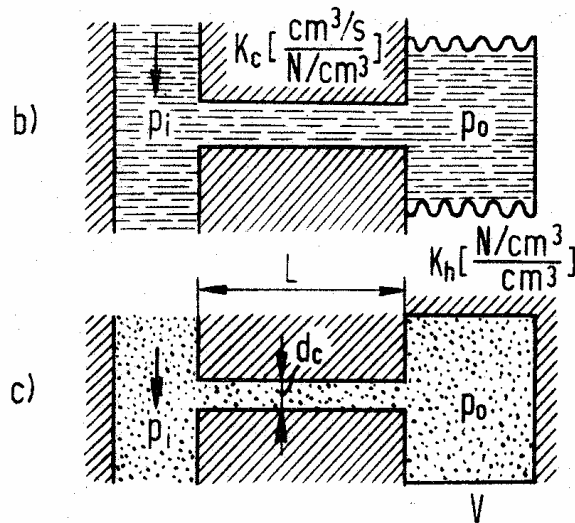 b)
K_c [ cm³/s / N/cm³ ]
p_i
p_o
K_h [ N/cm³ / cm³ ]
L
c)
d_c
p_i
p_o
V